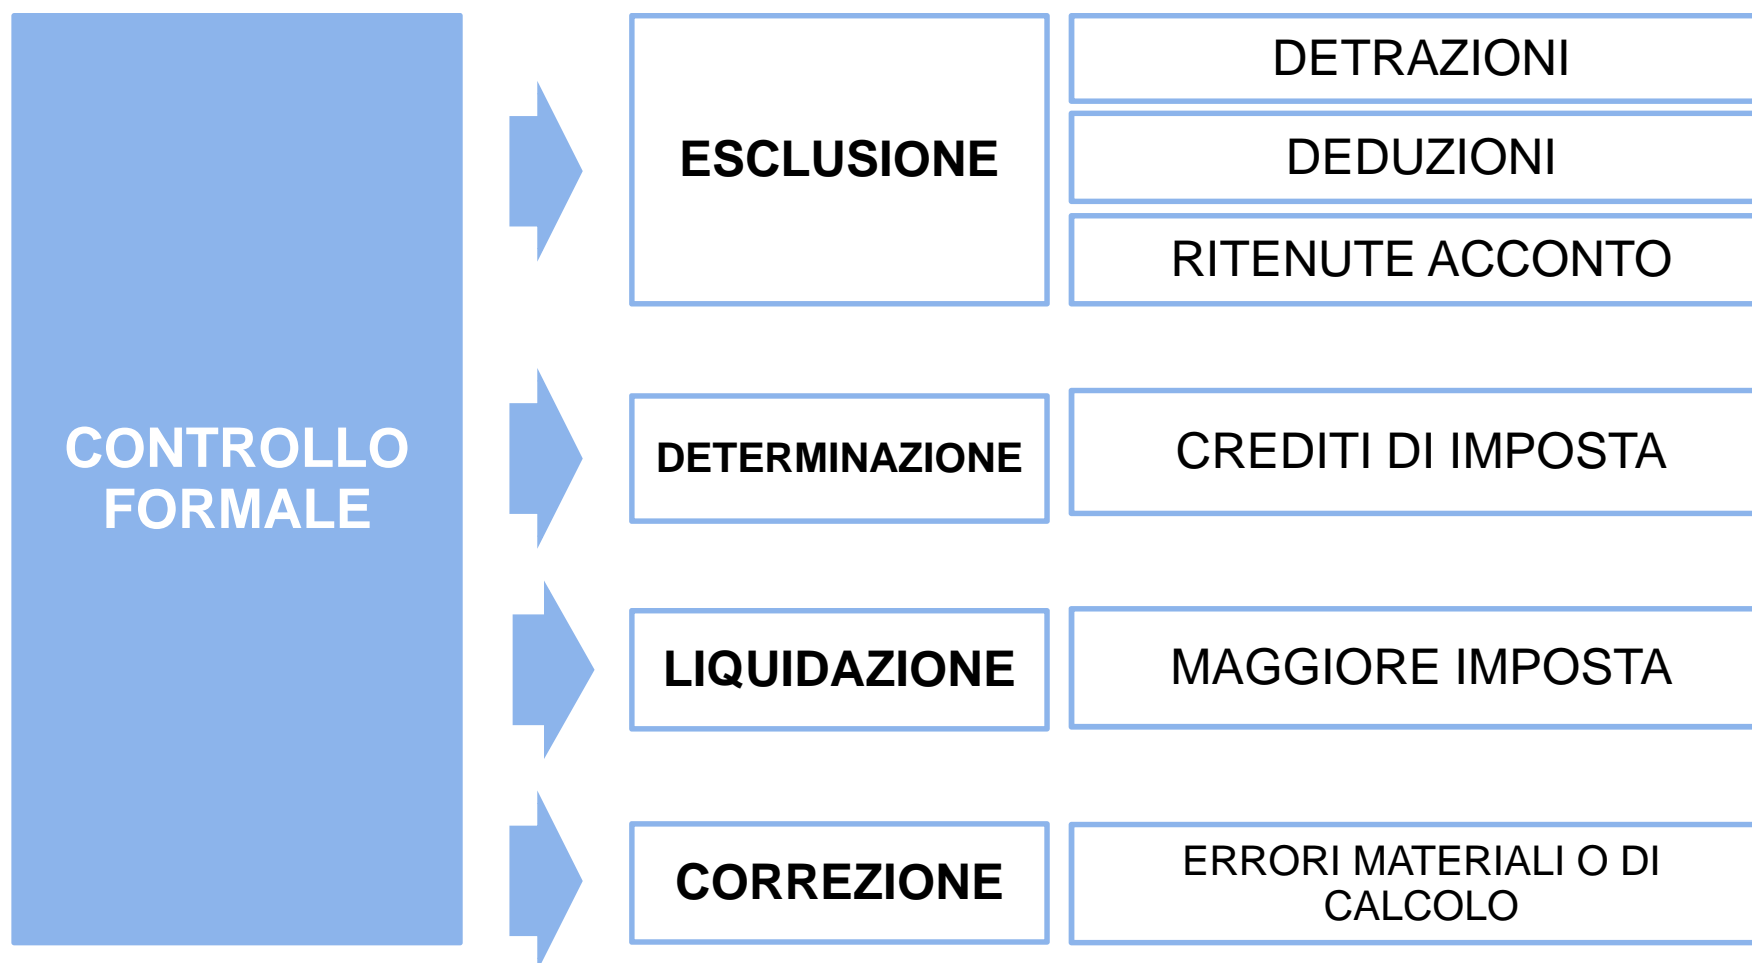 CONTROLLO
FORMALE
ESCLUSIONE
DETRAZIONI
DEDUZIONI
RITENUTE ACCONTO
DETERMINAZIONE
CREDITI DI IMPOSTA
LIQUIDAZIONE
MAGGIORE IMPOSTA
CORREZIONE
ERRORI MATERIALI O DI
CALCOLO